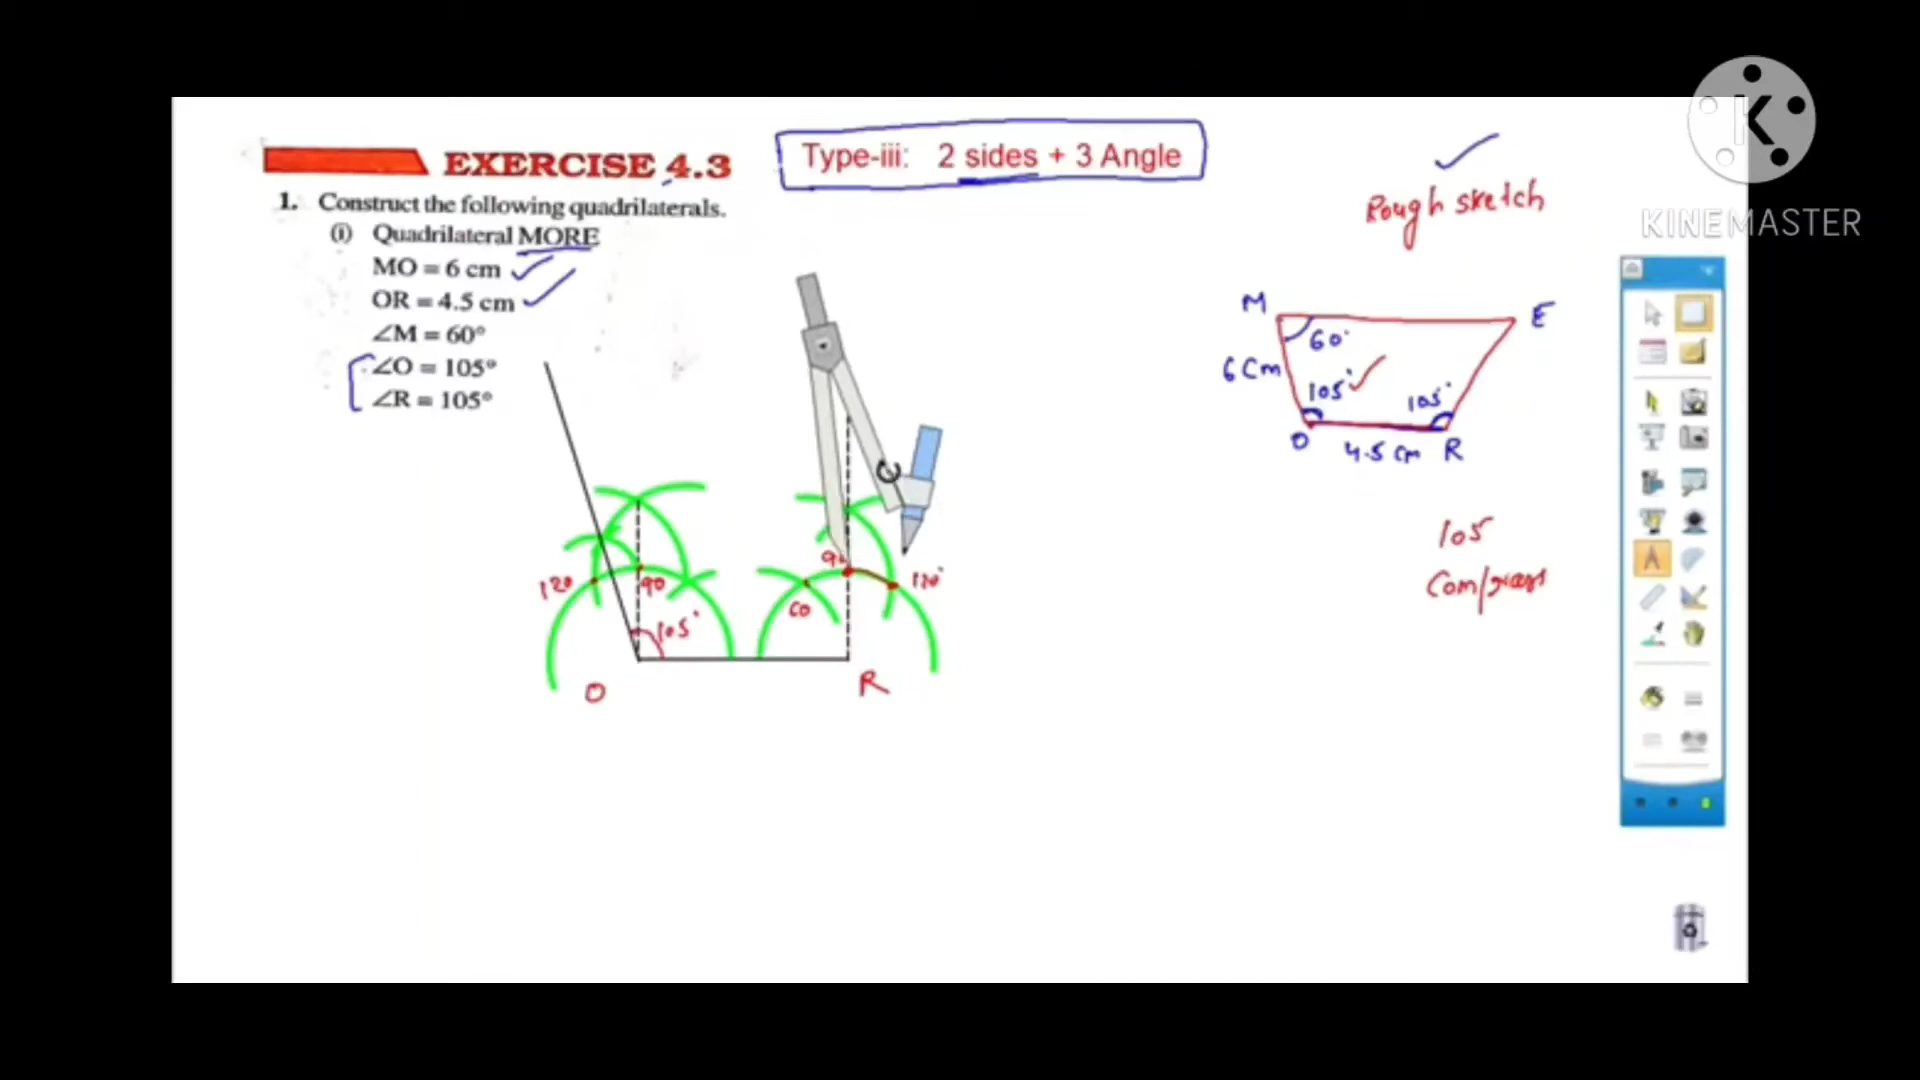 EXERCISE 4.3
Type-iii: 2 sides + 3 Angle
1. Construct the following quadrilaterals.
(i) Quadrilateral MORE
MO = 6 cm
OR = 4.5 cm
∠M = 60°
∠O = 105°
∠R = 105°
Rough sketch
K
KINEMASTER
M
E
60°
6 Cm
105°
105°
O
4.5 cm
R
105
120
90
105°
O
60
120°
R